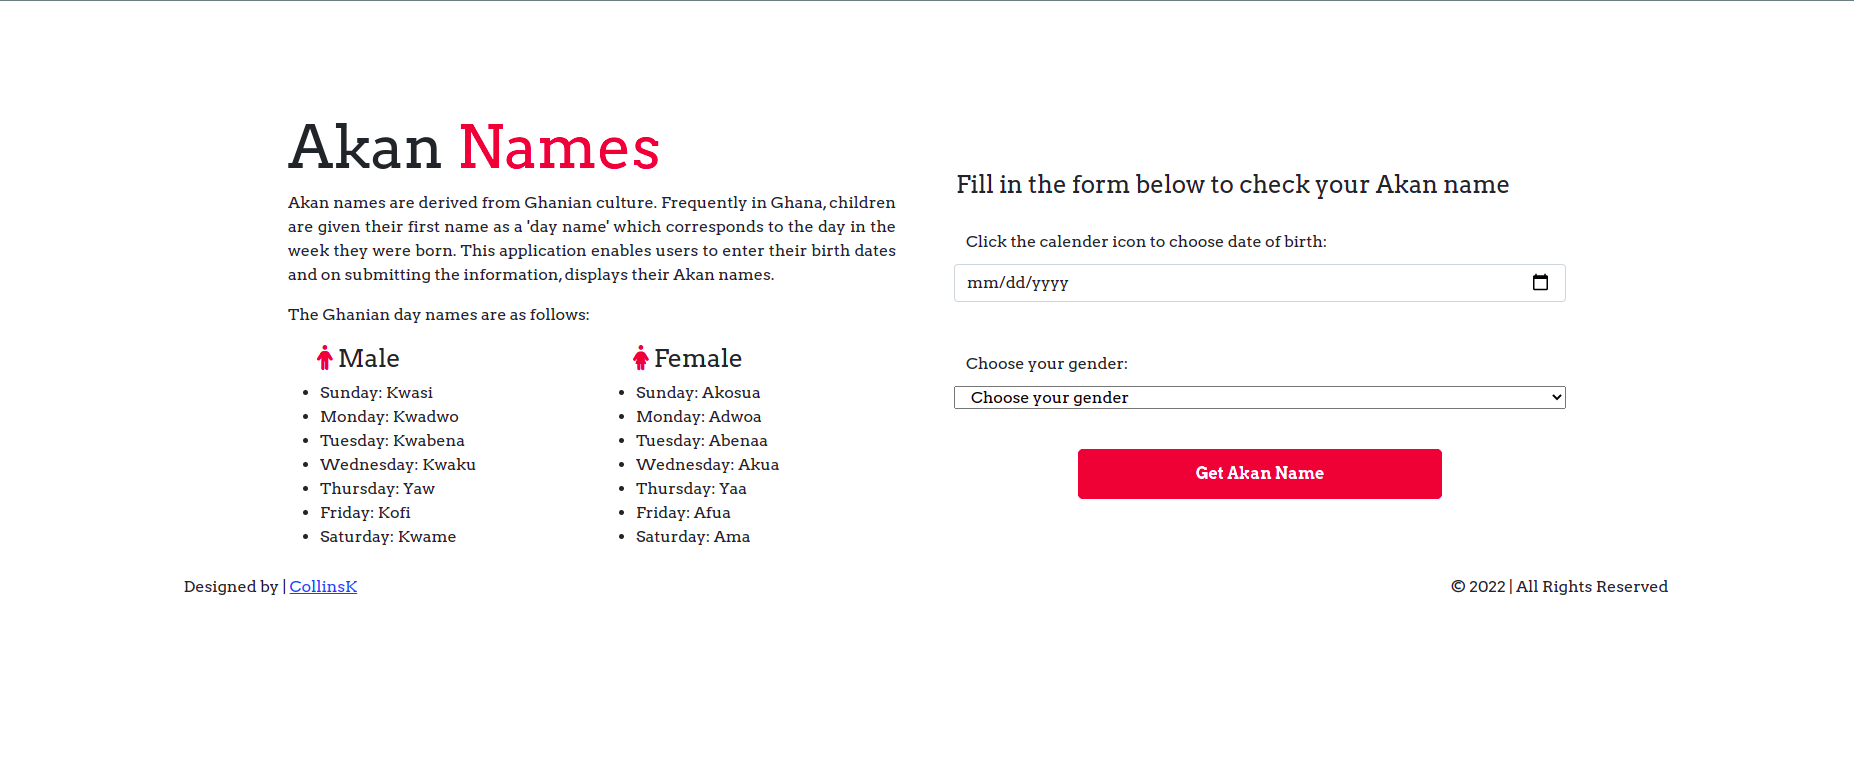 Akan Names
Akan names are derived from Ghanian culture. Frequently in Ghana, children
are given their first name as a 'day name' which corresponds to the day in the
week they were born. This application enables users to enter their birth dates
and on submitting the information, displays their Akan names.
The Ghanian day names are as follows:
Male
Sunday: Kwasi
Monday: Kwadwo
Tuesday: Kwabena
Wednesday: Kwaku
Thursday: Yaw
Friday: Kofi
Saturday: Kwame
Female
Sunday: Akosua
Monday: Adwoa
Tuesday: Abenaa
Wednesday: Akua
Thursday: Yaa
Friday: Afua
Saturday: Ama
Fill in the form below to check your Akan name
Click the calender icon to choose date of birth:
mm/dd/yyyy
Choose your gender:
Choose your gender
Get Akan Name
Designed by | CollinsK
© 2022 | All Rights Reserved